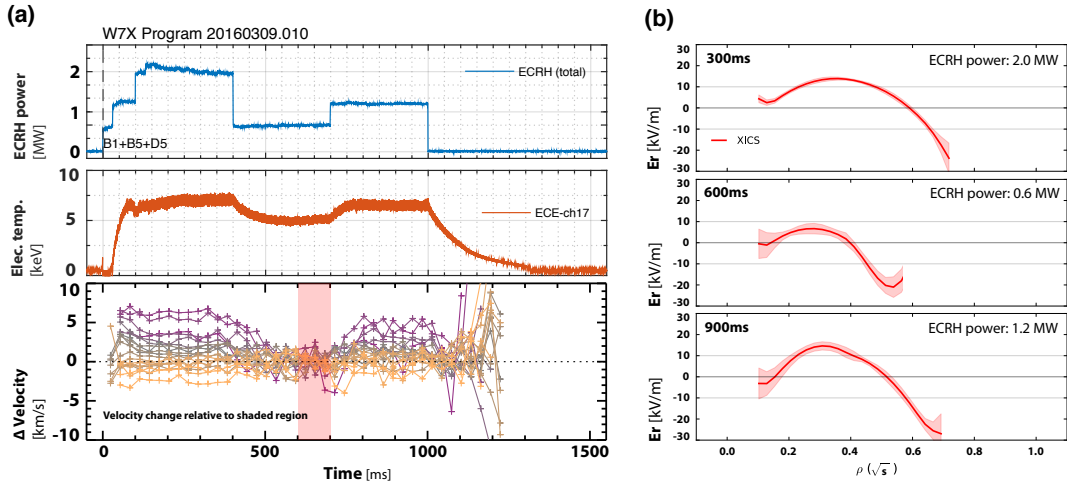 (a)
W7X Program 20160309.010
ECRH power
[MW]
2
1
0
ECRH (total)
B1+B5+D5
Elec. temp.
[keV]
10
5
0
ECE-ch17
Δ Velocity
[km/s]
10
5
0
-5
-10
Velocity change relative to shaded region
0 500 1000 1500
Time [ms]
(b)
300ms
ECRH power: 2.0 MW
Er [kV/m]
30
20
10
0
-10
-20
-30
XICS
600ms
ECRH power: 0.6 MW
Er [kV/m]
30
20
10
0
-10
-20
-30
900ms
ECRH power: 1.2 MW
Er [kV/m]
30
20
10
0
-10
-20
-30
0.0 0.2 0.4 0.6 0.8 1.0
ρ (√s)